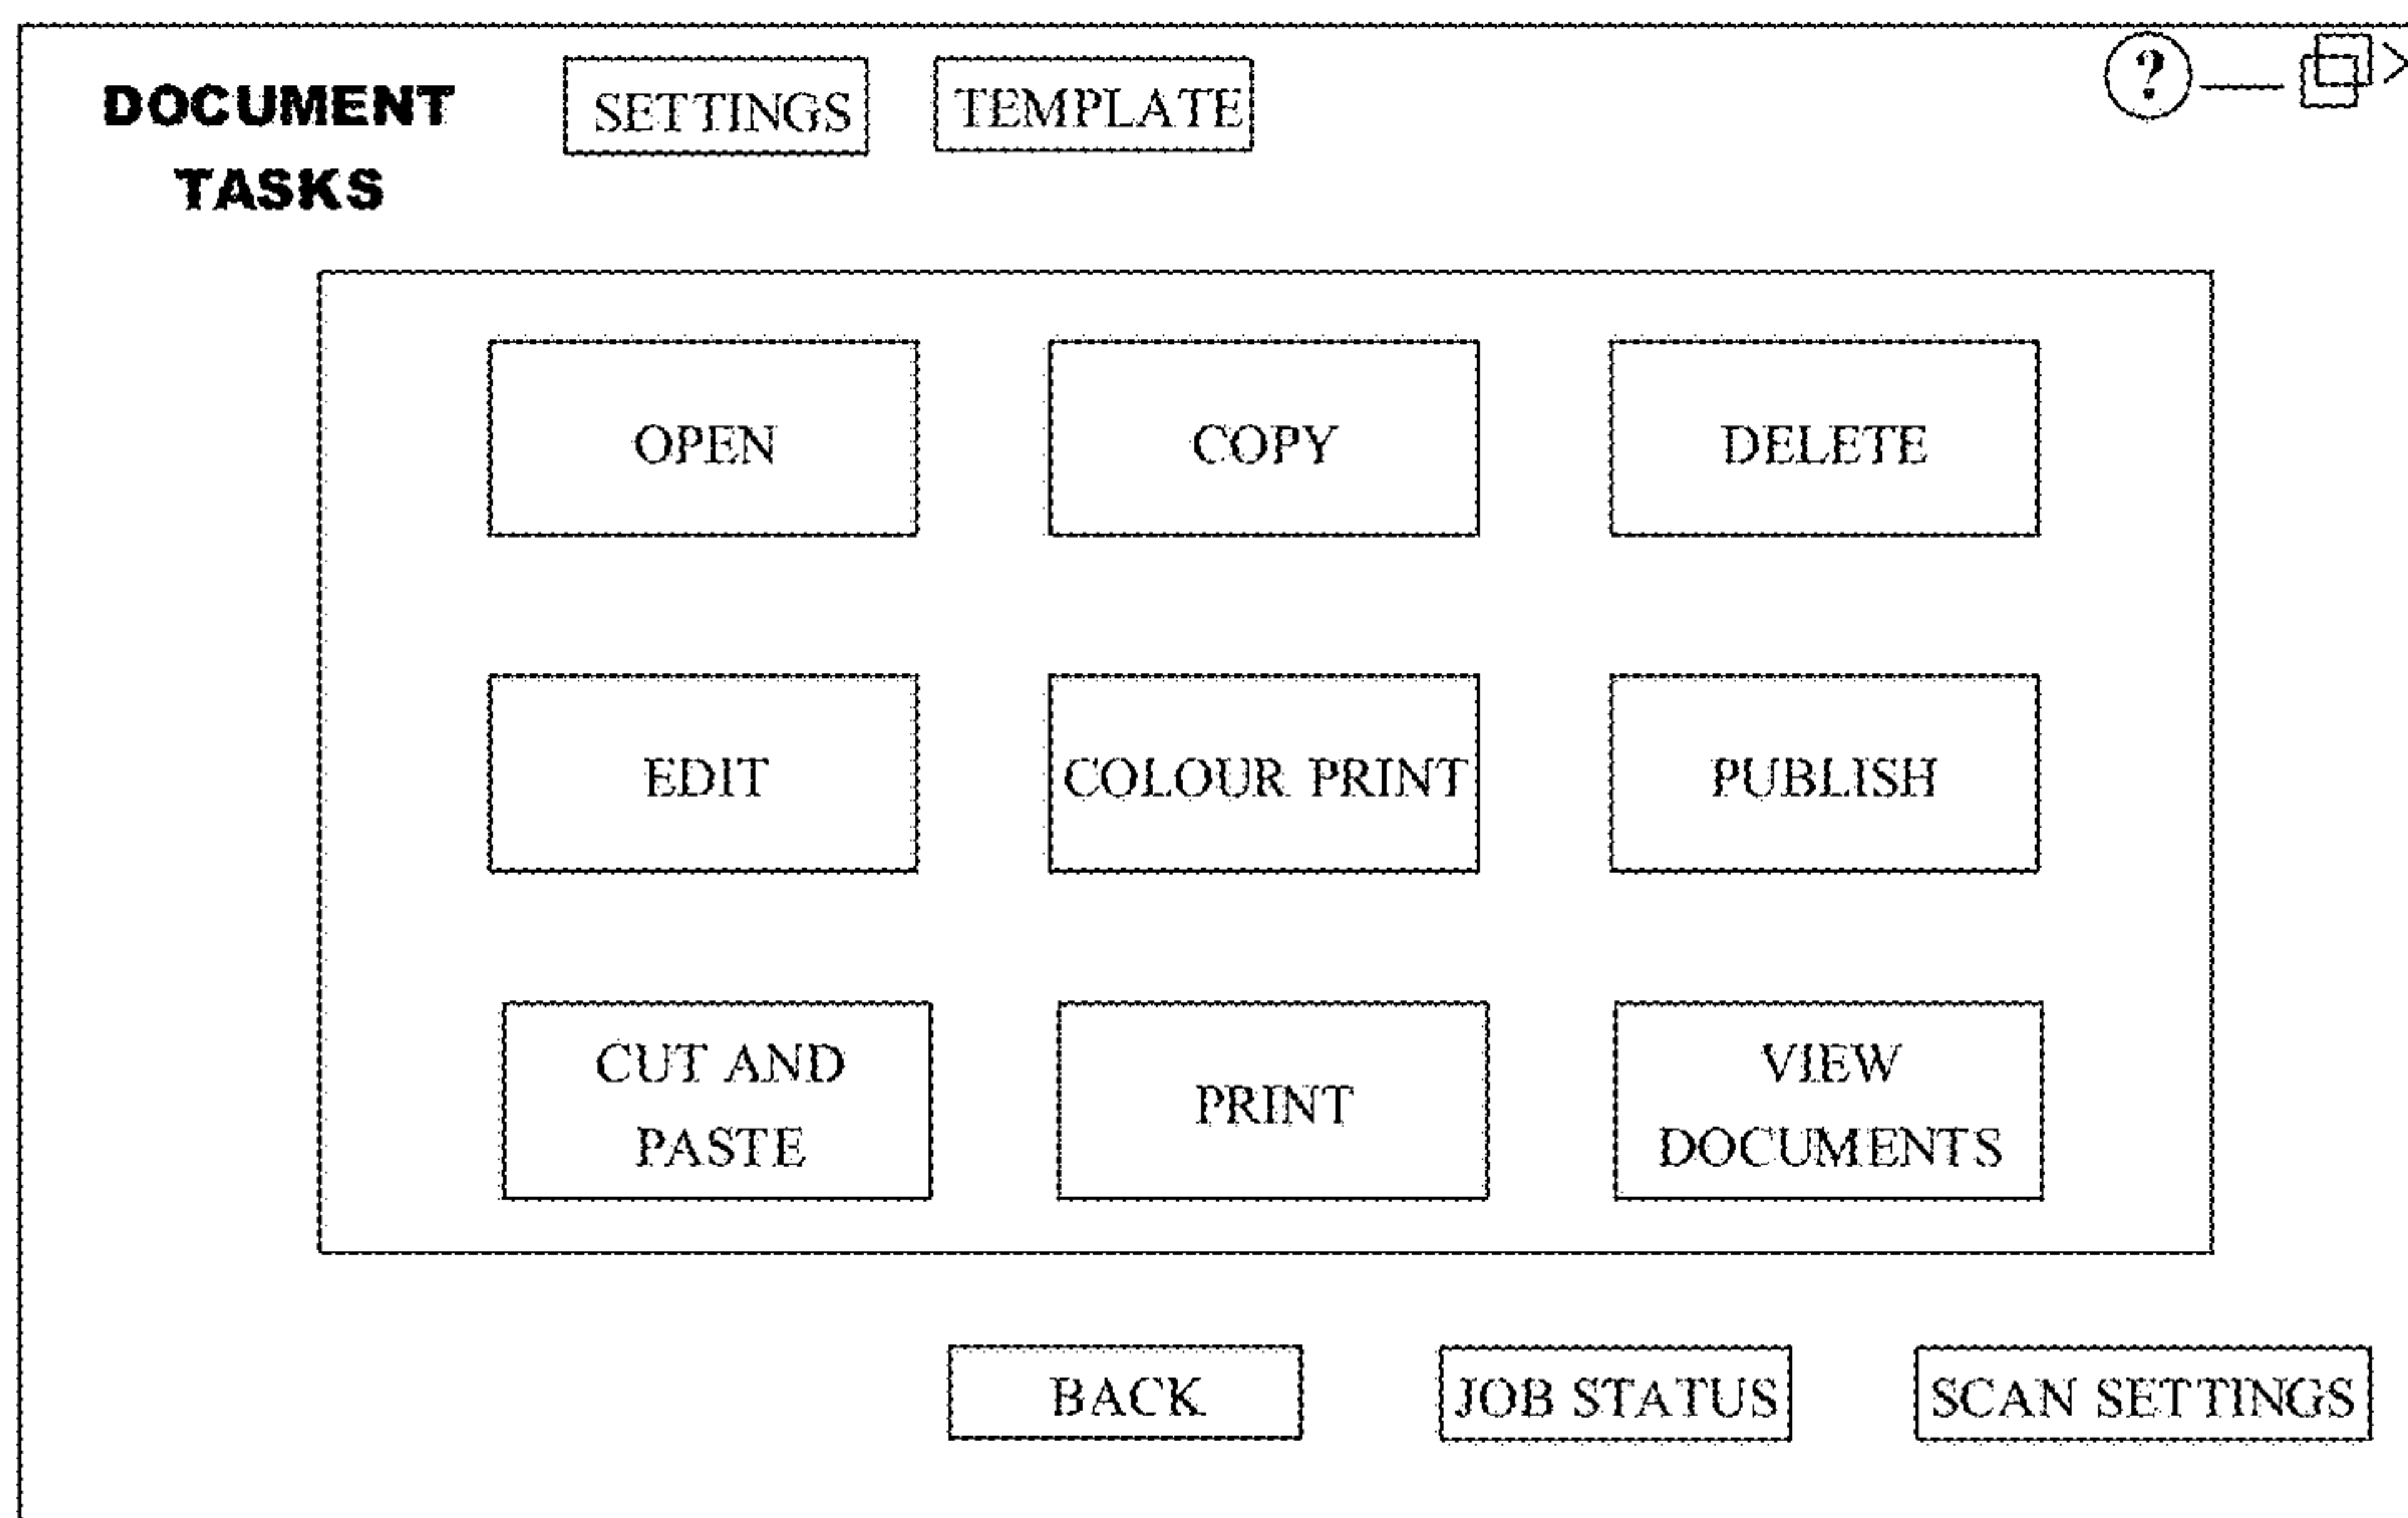 DOCUMENT
TASKS
SETTINGS
TEMPLATE
?
OPEN
COPY
DELETE
EDIT
COLOUR PRINT
PUBLISH
CUT AND
PASTE
PRINT
VIEW
DOCUMENTS
BACK
JOB STATUS
SCAN SETTINGS